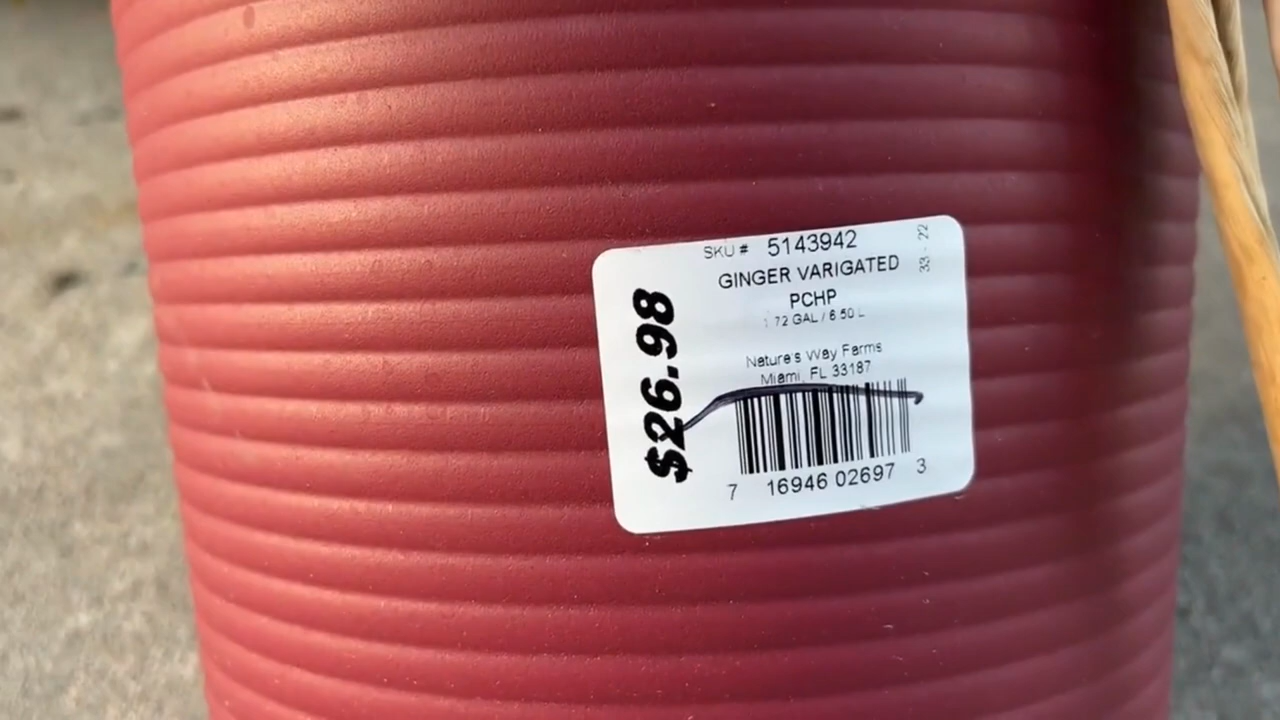 SKU # 5143942
33 - 22
GINGER VARIGATED
PCHP
1.72 GAL / 6.50 L
Nature's Way Farms
Miami, FL 33187
$26.98
7 16946 02697 3